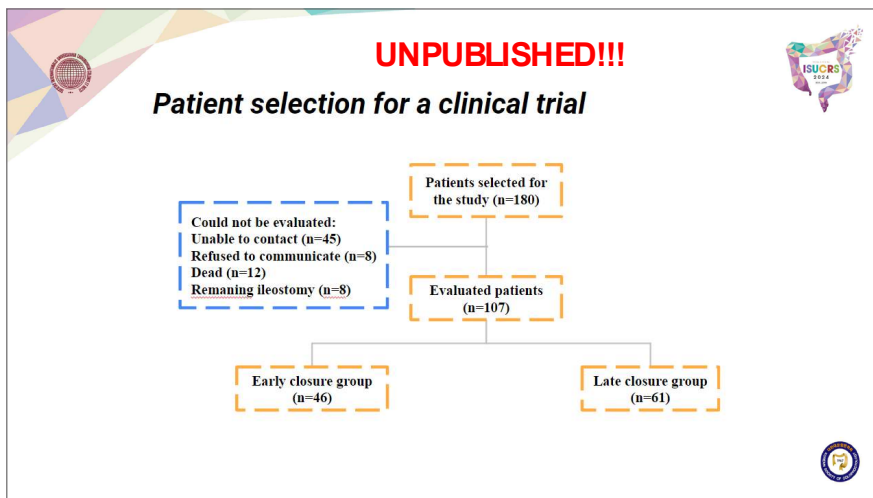 UNPUBLISHED!!!
ISUCRS
2024
Patient selection for a clinical trial
Patients selected for
the study (n=180)
Could not be evaluated:
Unable to contact (n=45)
Refused to communicate (n=8)
Dead (n=12)
Remaning ileostomy (n=8)
Evaluated patients
(n=107)
Early closure group
(n=46)
Late closure group
(n=61)